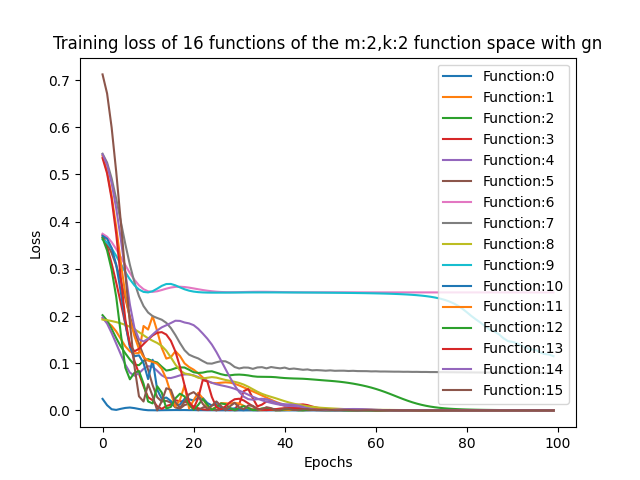 Training loss of 16 functions of the m:2,k:2 function space with gn
Loss
0.7
0.6
0.5
0.4
0.3
0.2
0.1
0.0
Function:0
Function:1
Function:2
Function:3
Function:4
Function:5
Function:6
Function:7
Function:8
Function:9
Function:10
Function:11
Function:12
Function:13
Function:14
Function:15
0 20 40 60 80 100
Epochs